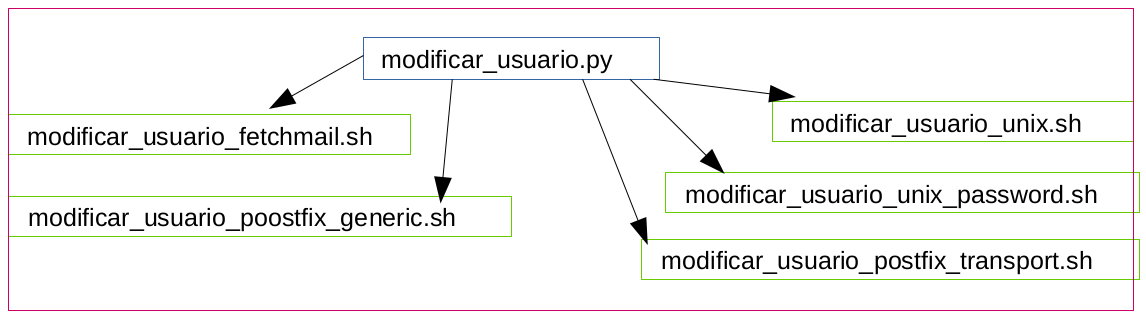 modificar_usuario.py
modificar_usuario_fetchmail.sh
modificar_usuario_unix.sh
modificar_usuario_unix_password.sh
modificar_usuario_poostfix_generic.sh
modificar_usuario_postfix_transport.sh